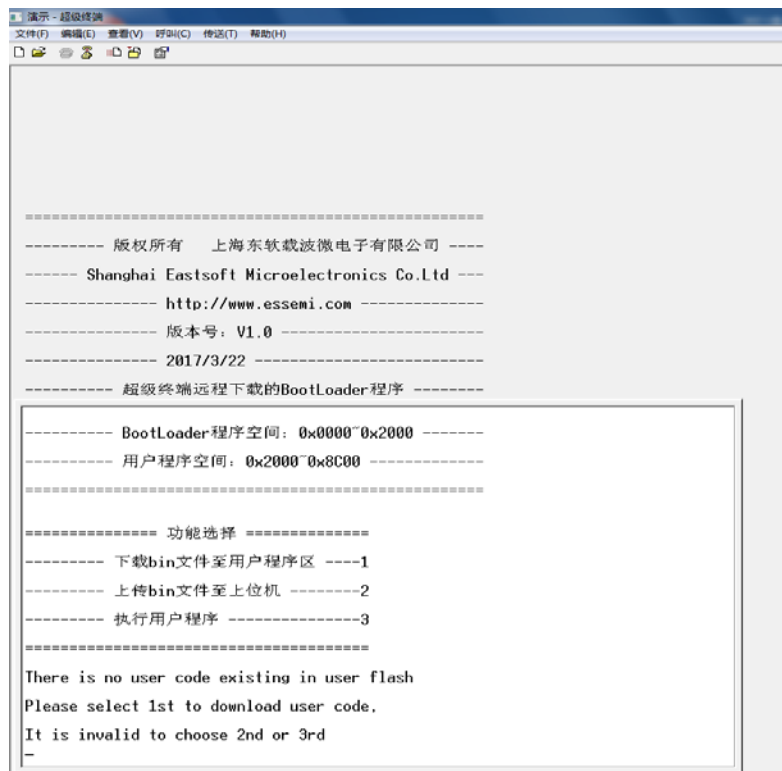 演示 - 超级终端
文件(F) 编辑(E) 查看(V) 呼叫(C) 传送(T) 帮助(H)
====================================================
--------- 版权所有 上海东软载波微电子有限公司 ----
------ Shanghai Eastsoft Microelectronics Co.Ltd ---
--------------- http://www.essemi.com --------------
--------------- 版本号: V1.0 -----------------------
--------------- 2017/3/22 --------------------------
---------- 超级终端远程下载的BootLoader程序 --------
---------- BootLoader程序空间: 0x0000~0x2000 -------
---------- 用户程序空间: 0x2000~0x8C00 -------------
====================================================
=============== 功能选择 ==============
--------- 下载bin文件至用户程序区 ----1
--------- 上传bin文件至上位机 --------2
--------- 执行用户程序 ---------------3
=======================================
There is no user code existing in user flash
Please select 1st to download user code,
It is invalid to choose 2nd or 3rd